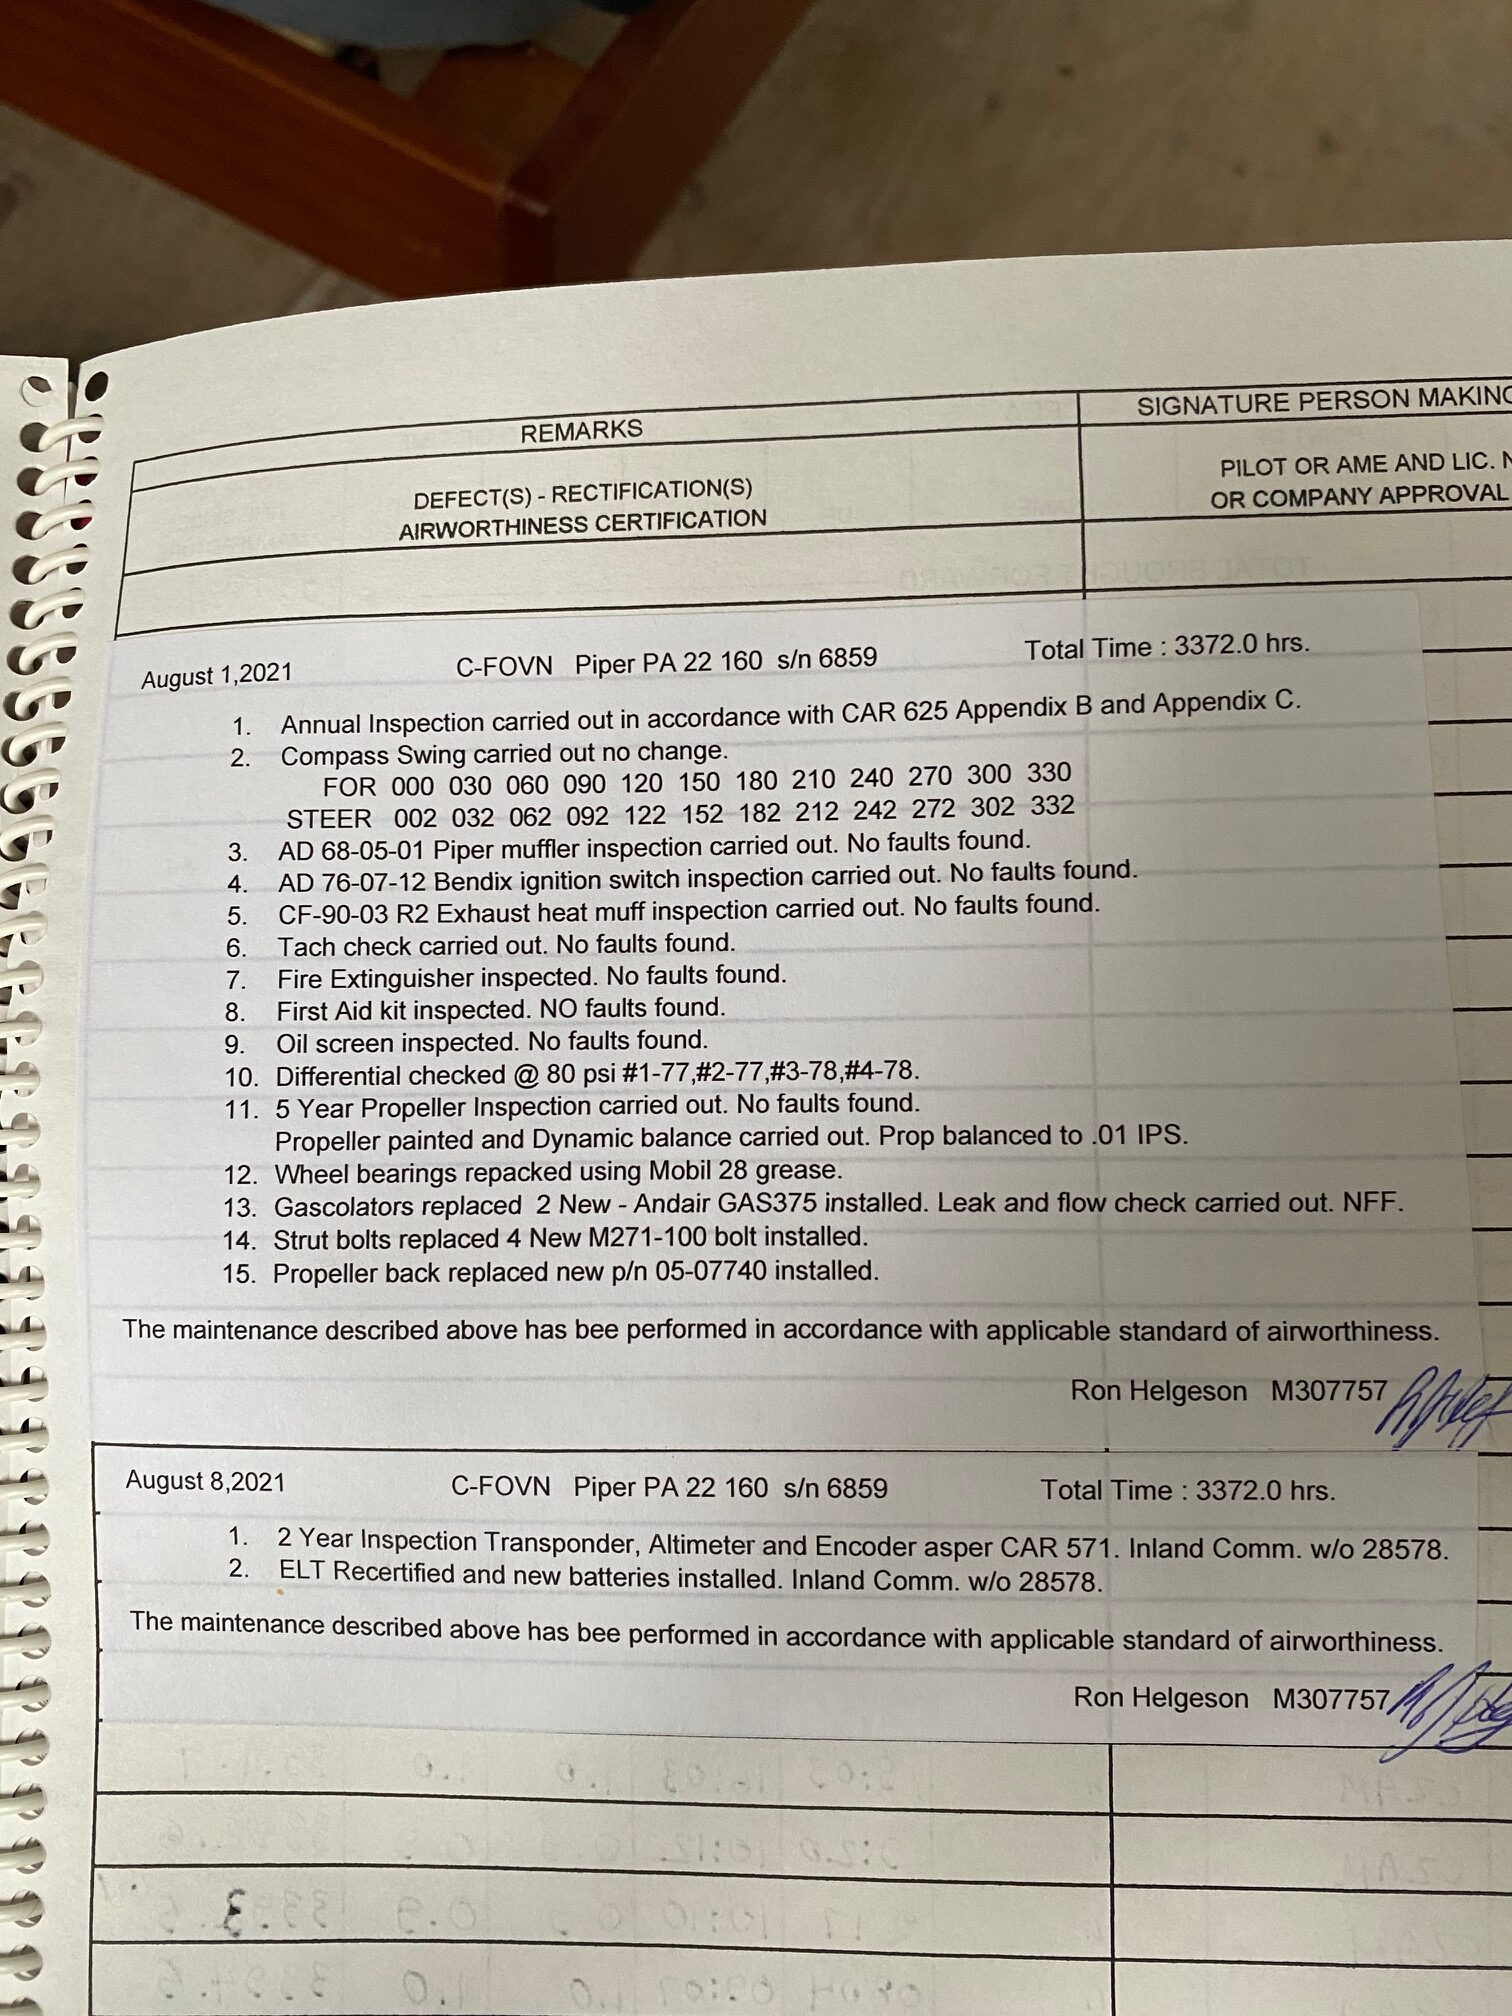 REMARKS
SIGNATURE PERSON MAKING
DEFECT(S) - RECTIFICATION(S)
AIRWORTHINESS CERTIFICATION
PILOT OR AME AND LIC.
OR COMPANY APPROVAL
August 1,2021 C-FOVN Piper PA 22 160 s/n 6859 Total Time : 3372.0 hrs.
1. Annual Inspection carried out in accordance with CAR 625 Appendix B and Appendix C.
2. Compass Swing carried out no change.
FOR 000 030 060 090 120 150 180 210 240 270 300 330
STEER 002 032 062 092 122 152 182 212 242 272 302 332
3. AD 68-05-01 Piper muffler inspection carried out. No faults found.
4. AD 76-07-12 Bendix ignition switch inspection carried out. No faults found.
5. CF-90-03 R2 Exhaust heat muff inspection carried out. No faults found.
6. Tach check carried out. No faults found.
7. Fire Extinguisher inspected. No faults found.
8. First Aid kit inspected. NO faults found.
9. Oil screen inspected. No faults found.
10. Differential checked @ 80 psi #1-77,#2-77,#3-78,#4-78.
11. 5 Year Propeller Inspection carried out. No faults found.
Propeller painted and Dynamic balance carried out. Prop balanced to .01 IPS.
12. Wheel bearings repacked using Mobil 28 grease.
13. Gascolators replaced 2 New - Andair GAS375 installed. Leak and flow check carried out. NFF.
14. Strut bolts replaced 4 New M271-100 bolt installed.
15. Propeller back replaced new p/n 05-07740 installed.
The maintenance described above has bee performed in accordance with applicable standard of airworthiness.
Ron Helgeson M307757
August 8,2021 C-FOVN Piper PA 22 160 s/n 6859 Total Time : 3372.0 hrs.
1. 2 Year Inspection Transponder, Altimeter and Encoder asper CAR 571. Inland Comm. w/o 28578.
2. ELT Recertified and new batteries installed. Inland Comm. w/o 28578.
The maintenance described above has bee performed in accordance with applicable standard of airworthiness.
Ron Helgeson M307757